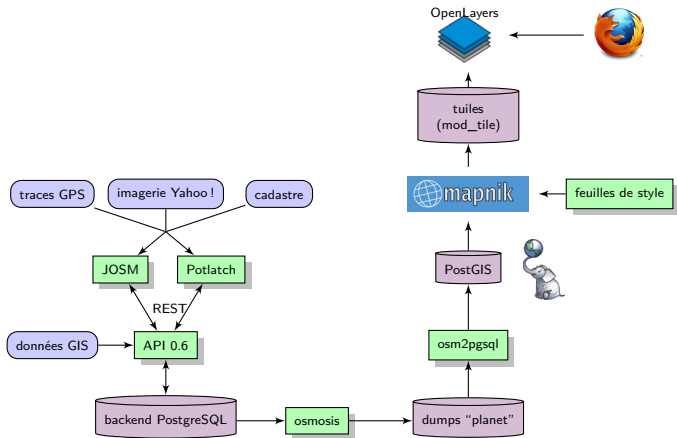 OpenLayers
tuiles
(mod_tile)
traces GPS
imagerie Yahoo !
cadastre
mapnik
feuilles de style
JOSM
Potlatch
PostGIS
REST
données GIS
API 0.6
osm2pgsql
backend PostgreSQL
osmosis
dumps “planet”